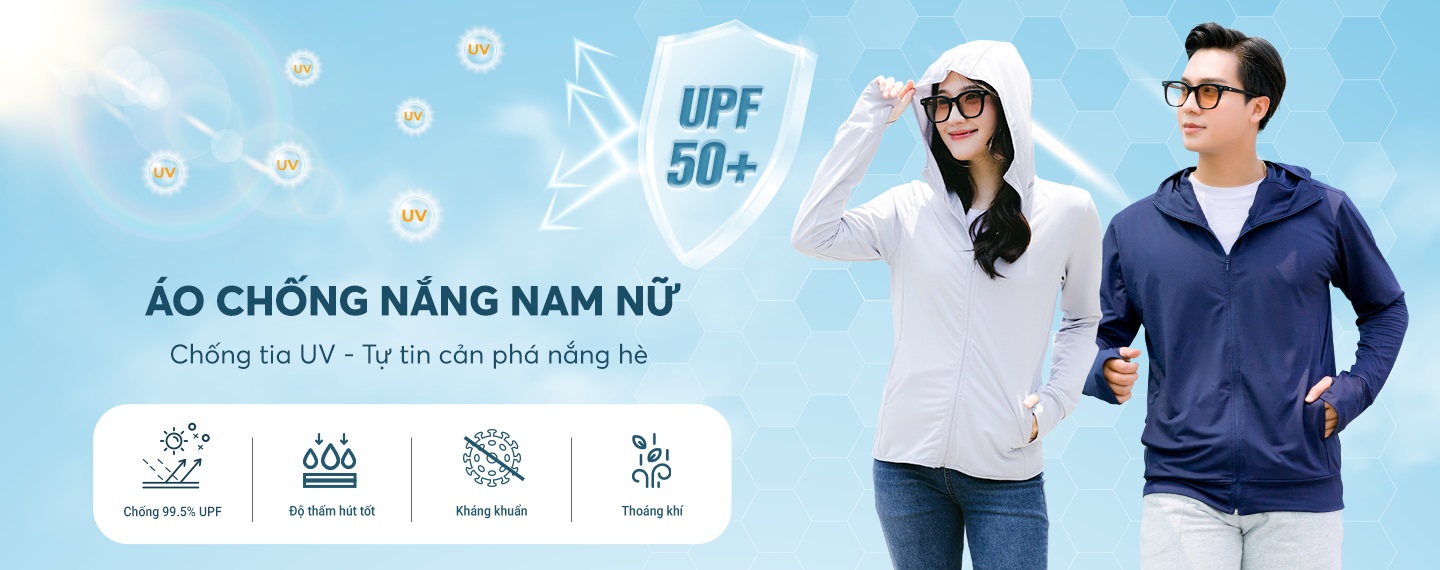 UV
UV
UV
UV
UV
UV
UPF
50+
ÁO CHỐNG NẮNG NAM NỮ
Chống tia UV - Tự tin cản phá nắng hè
Chống 99.5% UPF
Độ thấm hút tốt
Kháng khuẩn
Thoáng khí